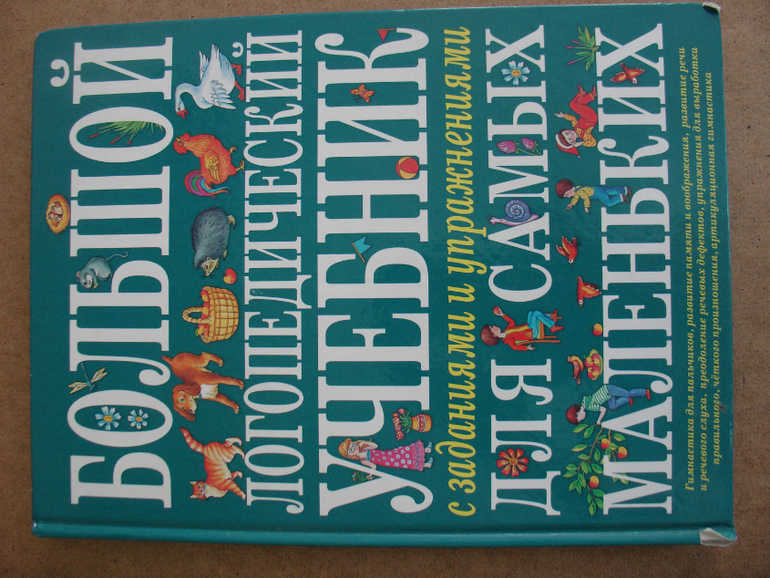 БОЛЬШОЙ
ЛОГОПЕДИЧЕСКИЙ
УЧЕБНИК
с заданиями и упражнениями
ДЛЯ САМЫХ
МАЛЕНЬКИХ
Гимнастика для пальчиков, развитие памяти и воображения, развитие речи
и речевого слуха, преодоление речевых дефектов, упражнения для выработки
правильного, чёткого произношения, артикуляционная гимнастика